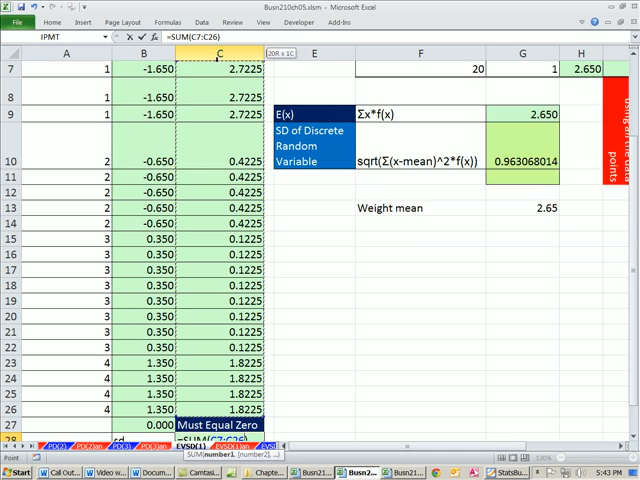 Busn210ch05.xlsm - Microsoft Excel
File Home Insert Page Layout Formulas Data Review View Developer Add-Ins
IPMT fx =SUM(C7:C26)
A B C E F G H
20R x 1C
7 1 -1.650 2.7225 20 1 2.650
8 1 -1.650 2.7225
9 1 -1.650 2.7225 E(x) Σx*f(x) 2.650
SD of Discrete
Random
10 2 -0.650 0.4225 Variable sqrt(Σ(x-mean)^2*f(x)) 0.963068014
using all the data
points
11 2 -0.650 0.4225
12 2 -0.650 0.4225
13 2 -0.650 0.4225 Weight mean 2.65
14 2 -0.650 0.4225
15 3 0.350 0.1225
16 3 0.350 0.1225
17 3 0.350 0.1225
18 3 0.350 0.1225
19 3 0.350 0.1225
20 3 0.350 0.1225
21 3 0.350 0.1225
22 3 0.350 0.1225
23 4 1.350 1.8225
24 4 1.350 1.8225
25 4 1.350 1.8225
26 4 1.350 1.8225
27 0.000 Must Equal Zero
28 sd =SUM(C7:C26)
PD(2) PD(2)an PD(3) PD(3)an EVSD(1) EVSD(1)an EVS
SUM(number1, [number2], ...)
Point 130%
Start Call Out... Video w... Docum... Camtasi... Chapte... Busn21... Busn2... Busn21... StatsBu... 5:43 PM